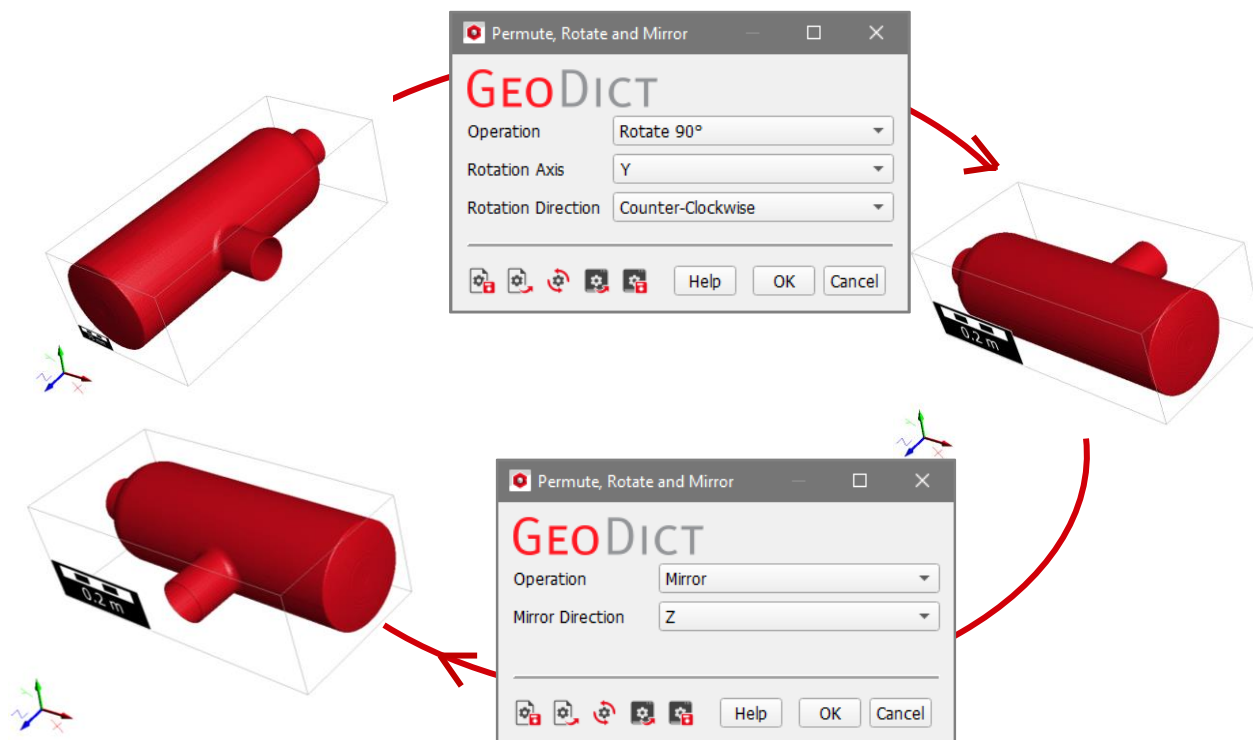 Permute, Rotate and Mirror
GEODICT
Operation Rotate 90°
Rotation Axis Y
Rotation Direction Counter-Clockwise
Help OK Cancel
0.2 m
Y
Z
X
Z
Permute, Rotate and Mirror
GEODICT
Operation Mirror
Mirror Direction Z
Help OK Cancel
0.2 m
Y
Z
X